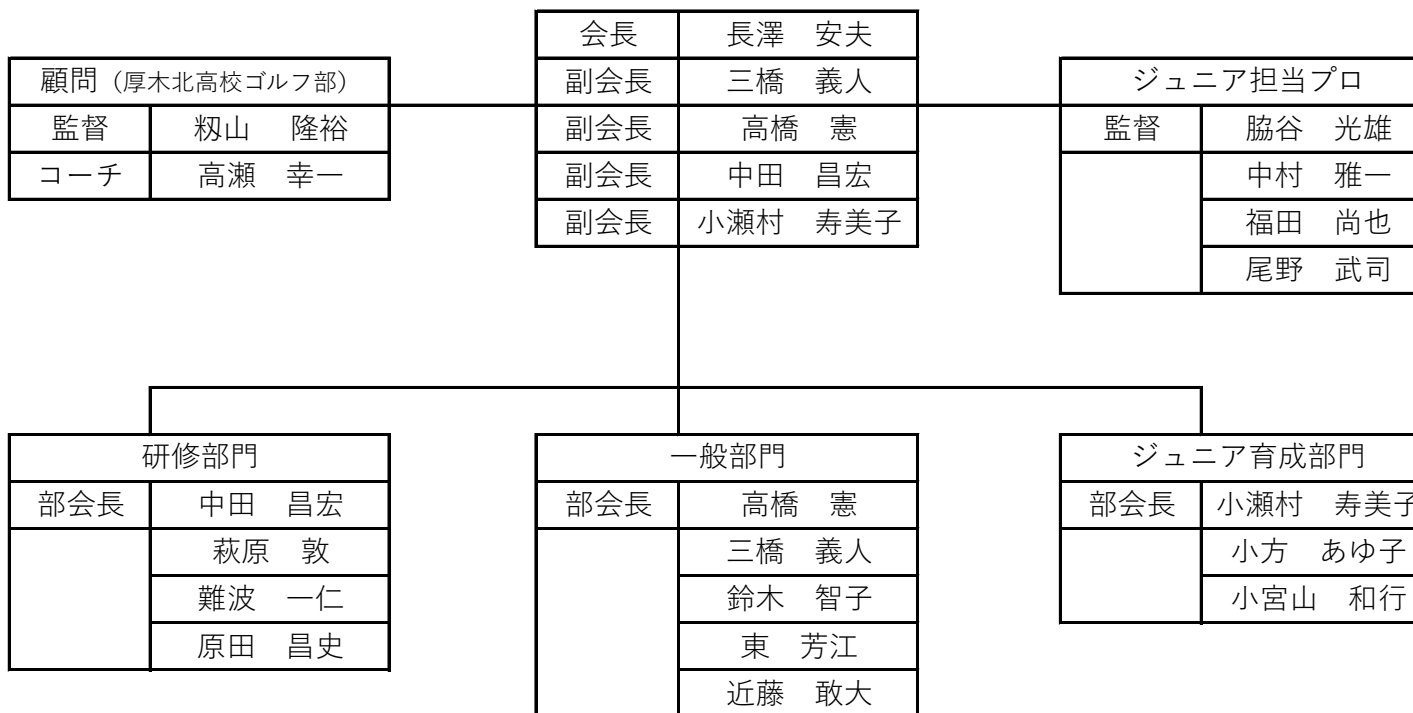 会長 長澤 安夫
副会長 三橋 義人
副会長 高橋 憲
副会長 中田 昌宏
副会長 小瀬村 寿美子
顧問（厚木北高校ゴルフ部）
監督 籾山 隆裕
コーチ 高瀬 幸一
ジュニア担当プロ
監督 脇谷 光雄
中村 雅一
福田 尚也
尾野 武司
研修部門
部会長 中田 昌宏
萩原 敦
難波 一仁
原田 昌史
一般部門
部会長 高橋 憲
三橋 義人
鈴木 智子
東 芳江
近藤 敢大
ジュニア育成部門
部会長 小瀬村 寿美子
小方 あゆ子
小宮山 和行